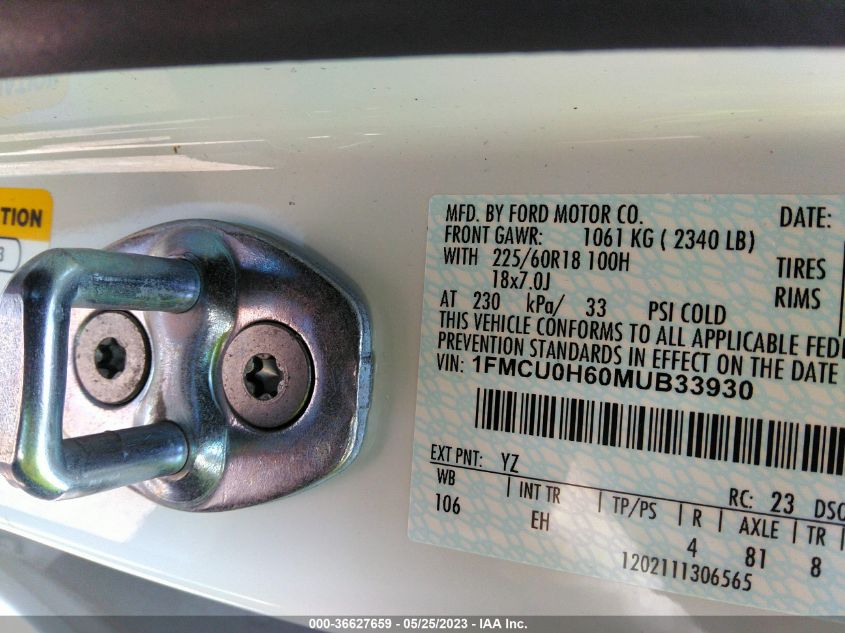 TION
3
MFD. BY FORD MOTOR CO. DATE:
FRONT GAWR: 1061 KG ( 2340 LB)
WITH 225/60R18 100H TIRES
18x7.0J RIMS
AT 230 kPa/ 33 PSI COLD
THIS VEHICLE CONFORMS TO ALL APPLICABLE FEDE
PREVENTION STANDARDS IN EFFECT ON THE DATE
VIN: 1FMCU0H60MUB33930
EXT PNT: YZ RC: 23 DSO
WB INT TR TP/PS R AXLE TR
106 EH 4 81 8
1202111306565
000-36627659 - 05/25/2023 - IAA Inc.